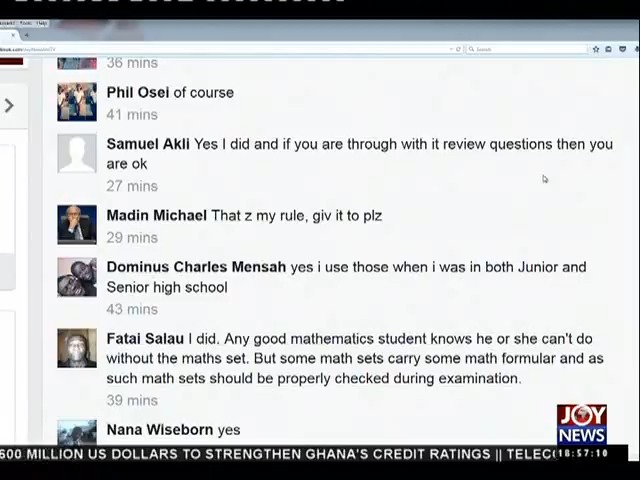 Tools Help
Search
36 mins
Phil Osei of course
41 mins
Samuel Akli Yes I did and if you are through with it review questions then you
are ok
27 mins
Madin Michael That z my rule, giv it to plz
29 mins
Dominus Charles Mensah yes i use those when i was in both Junior and
Senior high school
43 mins
Fatai Salau I did. Any good mathematics student knows he or she can't do
without the maths set. But some math sets carry some math formular and as
such math sets should be properly checked during examination.
39 mins
Nana Wiseborn yes
JOY
NEWS
18:57:10
600 MILLION US DOLLARS TO STRENGTHEN GHANA'S CREDIT RATINGS || TELEC